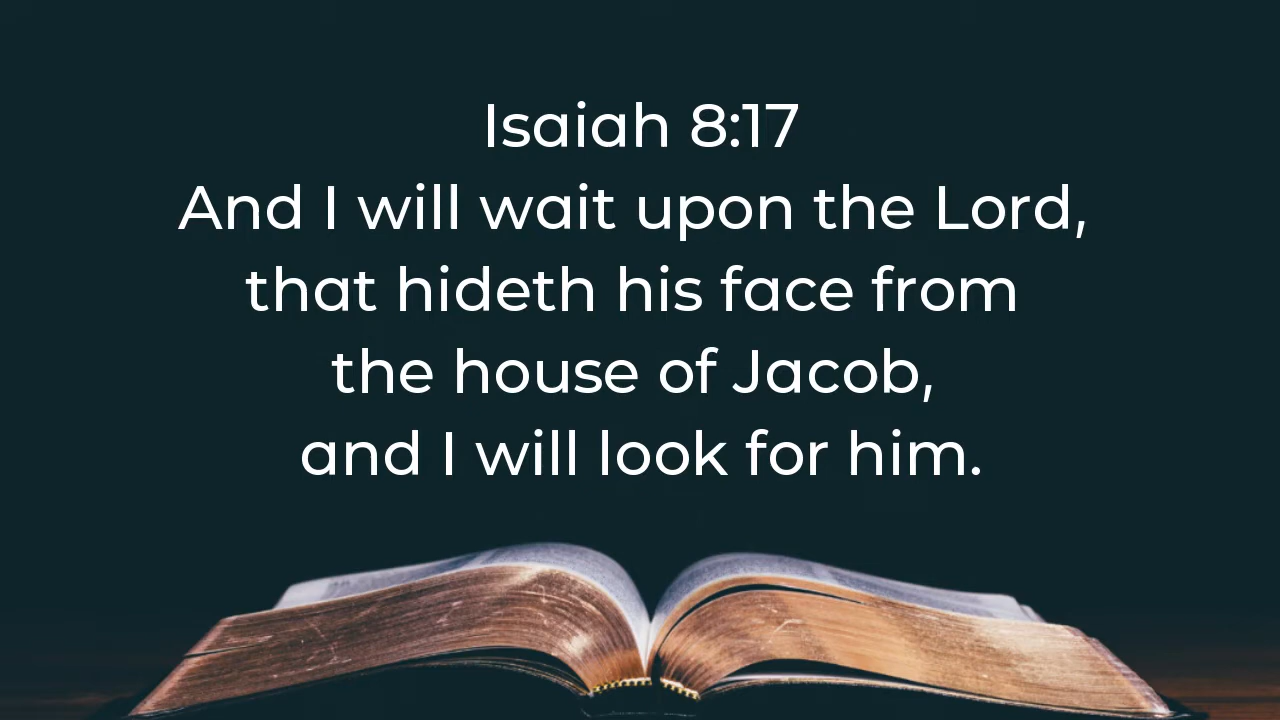 Isaiah 8:17
And I will wait upon the Lord,
that hideth his face from
the house of Jacob,
and I will look for him.